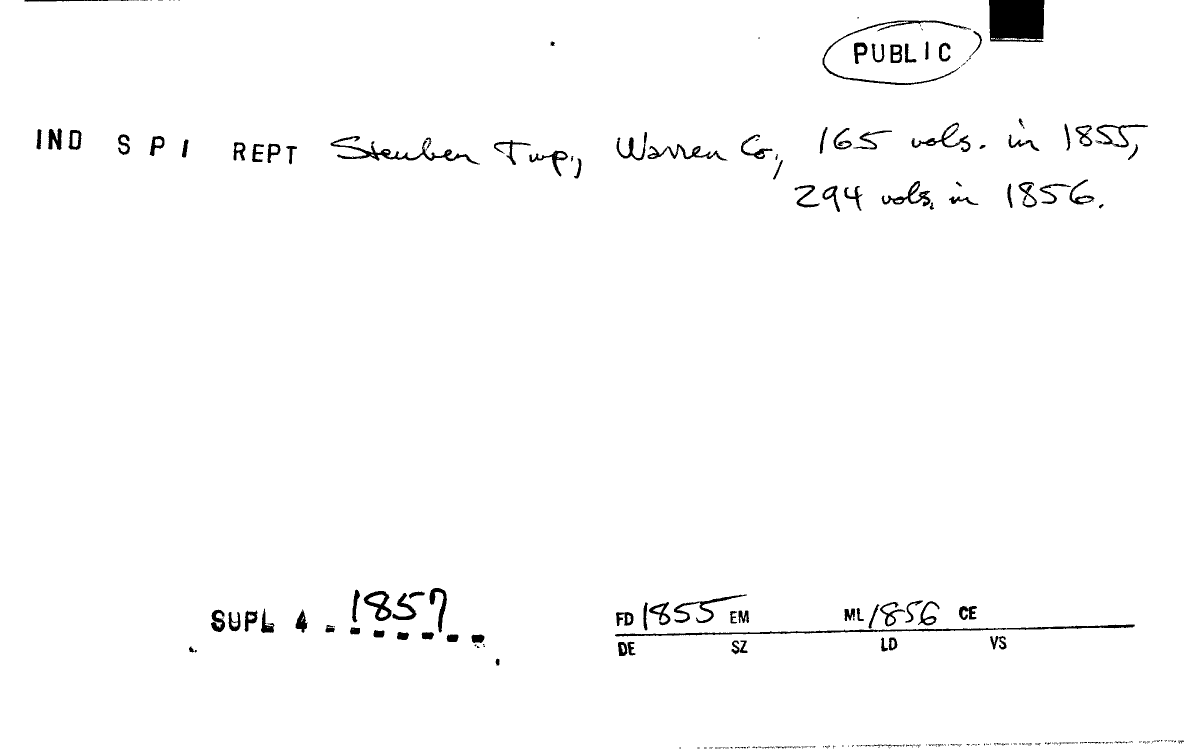 PUBLIC
IND S P I REPT Steuben Twp., Warren Co., 165 vols. in 1855,
294 vols. in 1856.
SUPL 4 - 1857
FD 1855 EM ML 1856 CE
DE SZ LD VS